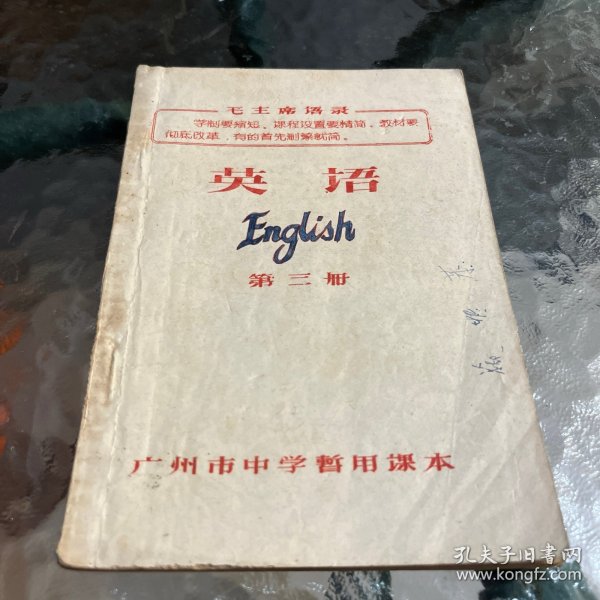 毛主席语录
学制要缩短、课程设置要精简、教材要
彻底改革，有的首先删繁就简。
英语
English
第三册
广州市中学暂用课本
孔夫子旧书网
www.kongfz.com